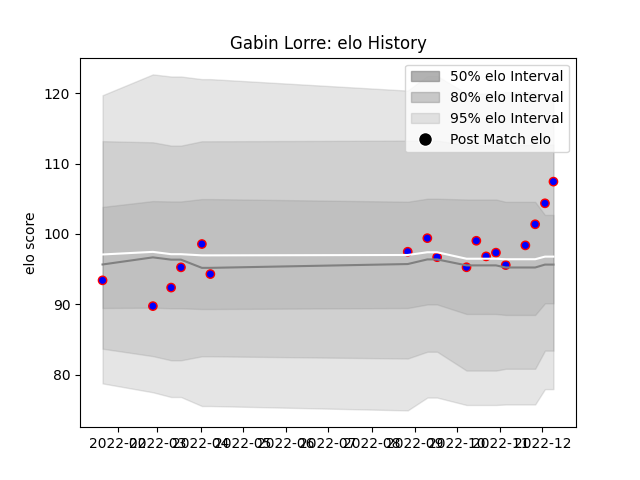 Gabin Lorre: elo History
50% elo Interval
80% elo Interval
95% elo Interval
Post Match elo
elo score
120
110
100
90
80
2022-02 2022-03 2022-04 2022-05 2022-06 2022-07 2022-08 2022-09 2022-10 2022-11 2022-12